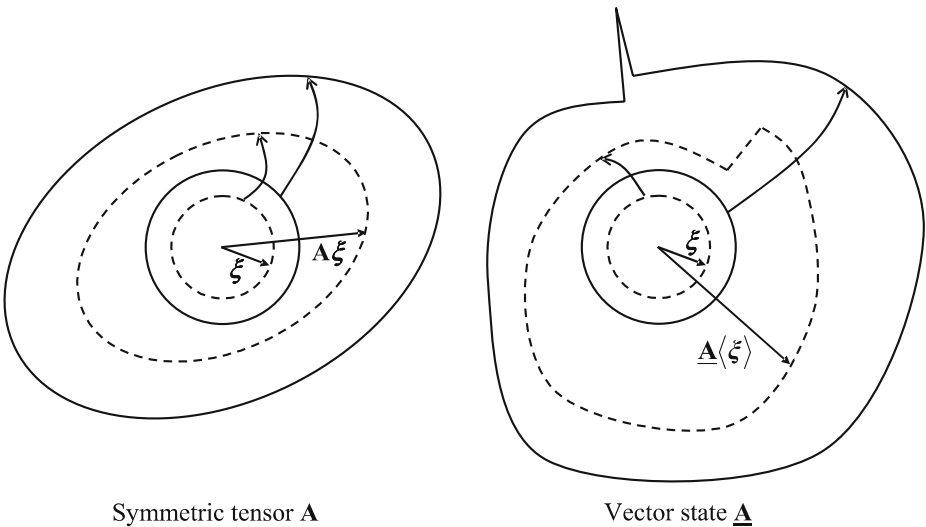 ξ
Aξ
ξ
A⟨ξ⟩
Symmetric tensor A
Vector state A